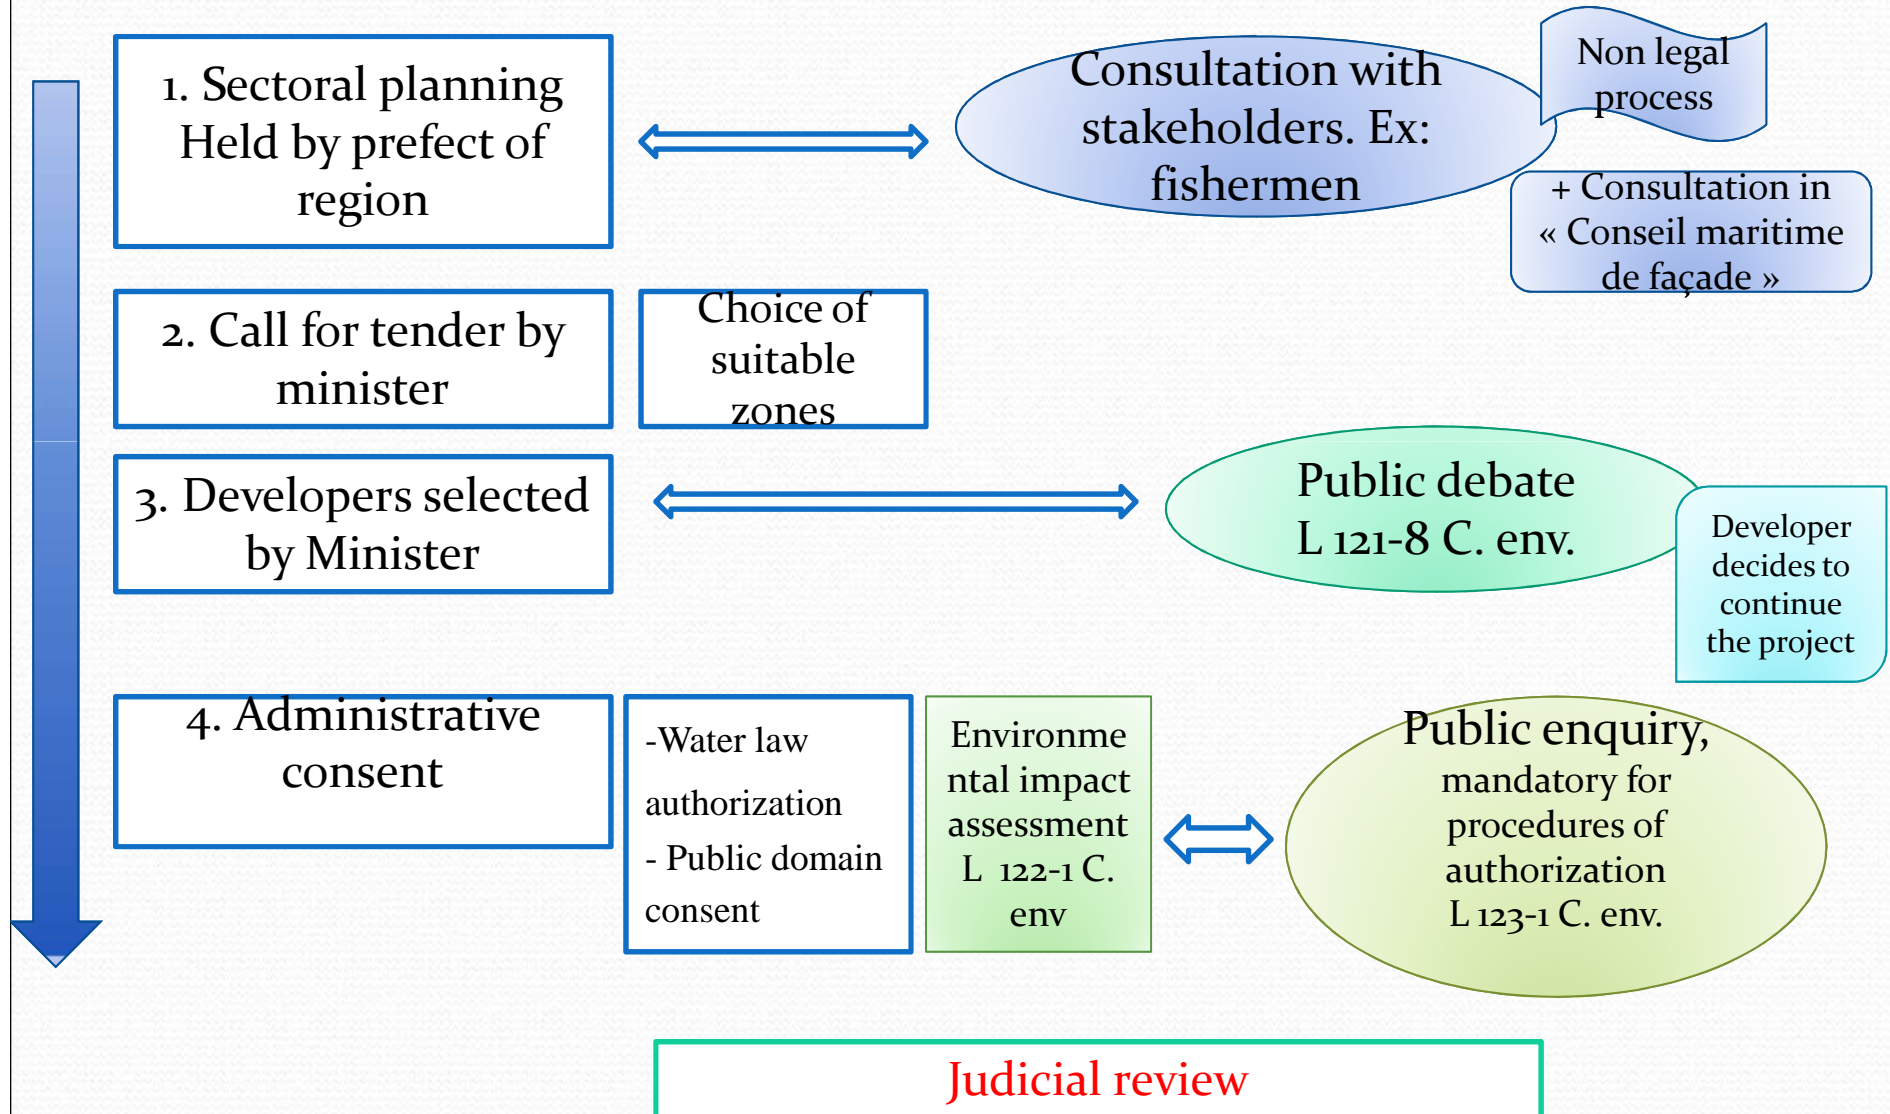 1. Sectoral planning
Held by prefect of
region
Consultation with
stakeholders. Ex:
fishermen
Non legal
process
+ Consultation in
« Conseil maritime
de façade »
2. Call for tender by
minister
Choice of
suitable
zones
3. Developers selected
by Minister
Public debate
L 121-8 C. env.
Developer
decides to
continue
the project
4. Administrative
consent
-Water law
authorization
- Public domain
consent
Environme
ntal impact
assessment
L 122-1 C.
env
Public enquiry,
mandatory for
procedures of
authorization
L 123-1 C. env.
Judicial review